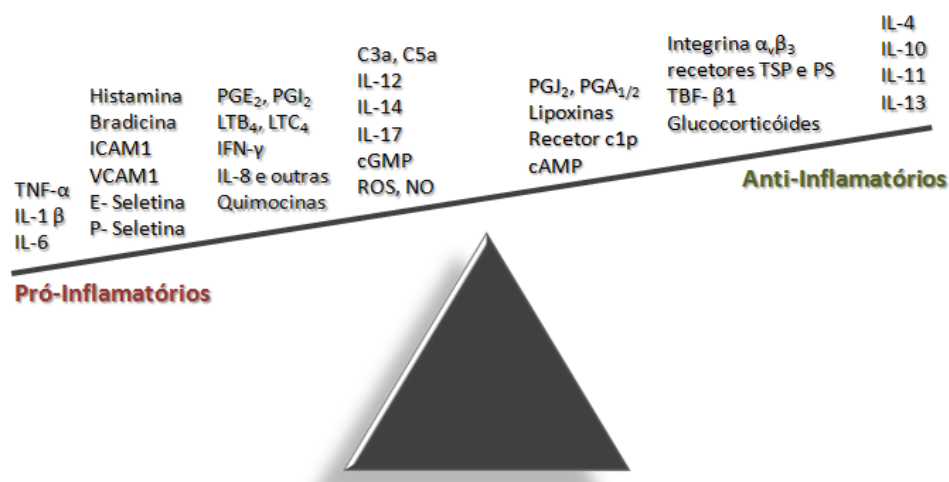 TNF-α
IL-1 β
IL-6
Histamina
Bradicina
ICAM1
VCAM1
E- Seletina
P- Seletina
PGE₂, PGI₂
LTB₄, LTC₄
IFN-γ
IL-8 e outras
Quimocinas
C3a, C5a
IL-12
IL-14
IL-17
cGMP
ROS, NO
PGJ₂, PGA₁/₂
Lipoxinas
Recetor c1p
cAMP
Integrina αᵥβ₃
recetores TSP e PS
TBF- β1
Glucocorticóides
IL-4
IL-10
IL-11
IL-13
Pró-Inflamatórios
Anti-Inflamatórios